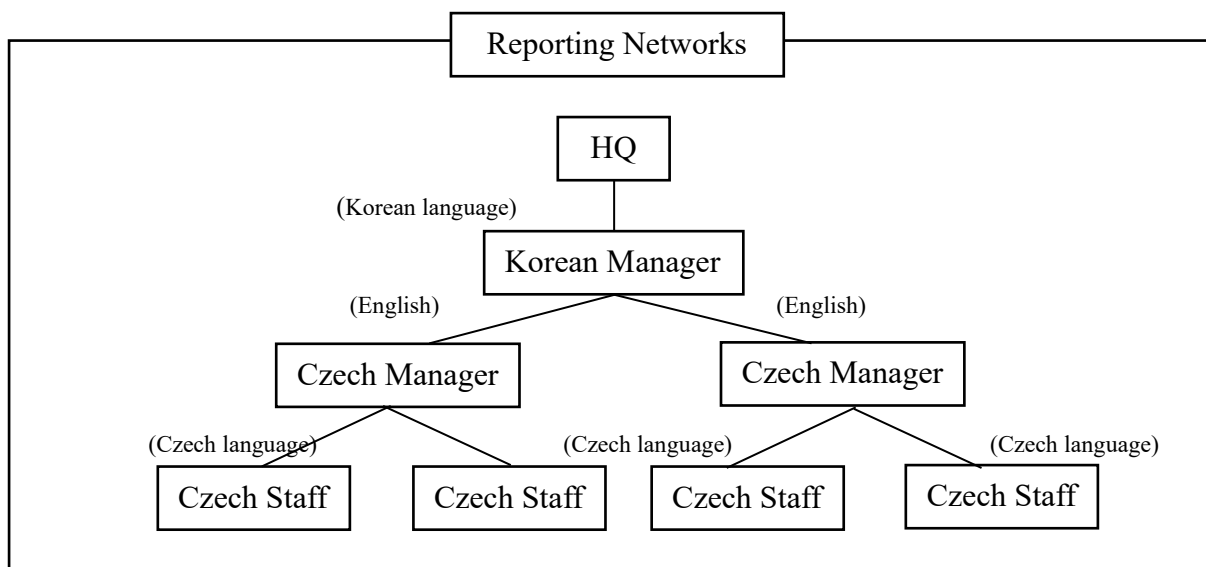 Reporting Networks
HQ
(Korean language)
Korean Manager
(English)
(English)
Czech Manager
Czech Manager
(Czech language)
(Czech language)
(Czech language)
Czech Staff
Czech Staff
Czech Staff
Czech Staff